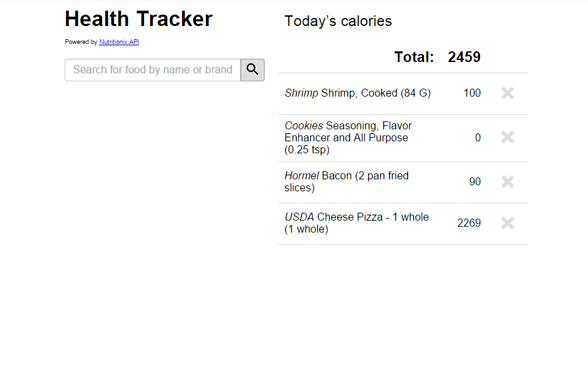 Health Tracker
Powered by Nutritionix API
Search for food by name or brand
Today's calories
Total: 2459
Shrimp Shrimp, Cooked (84 G) 100
Cookies Seasoning, Flavor
Enhancer and All Purpose 0
(0.25 tsp)
Hormel Bacon (2 pan fried
slices) 90
USDA Cheese Pizza - 1 whole
(1 whole) 2269